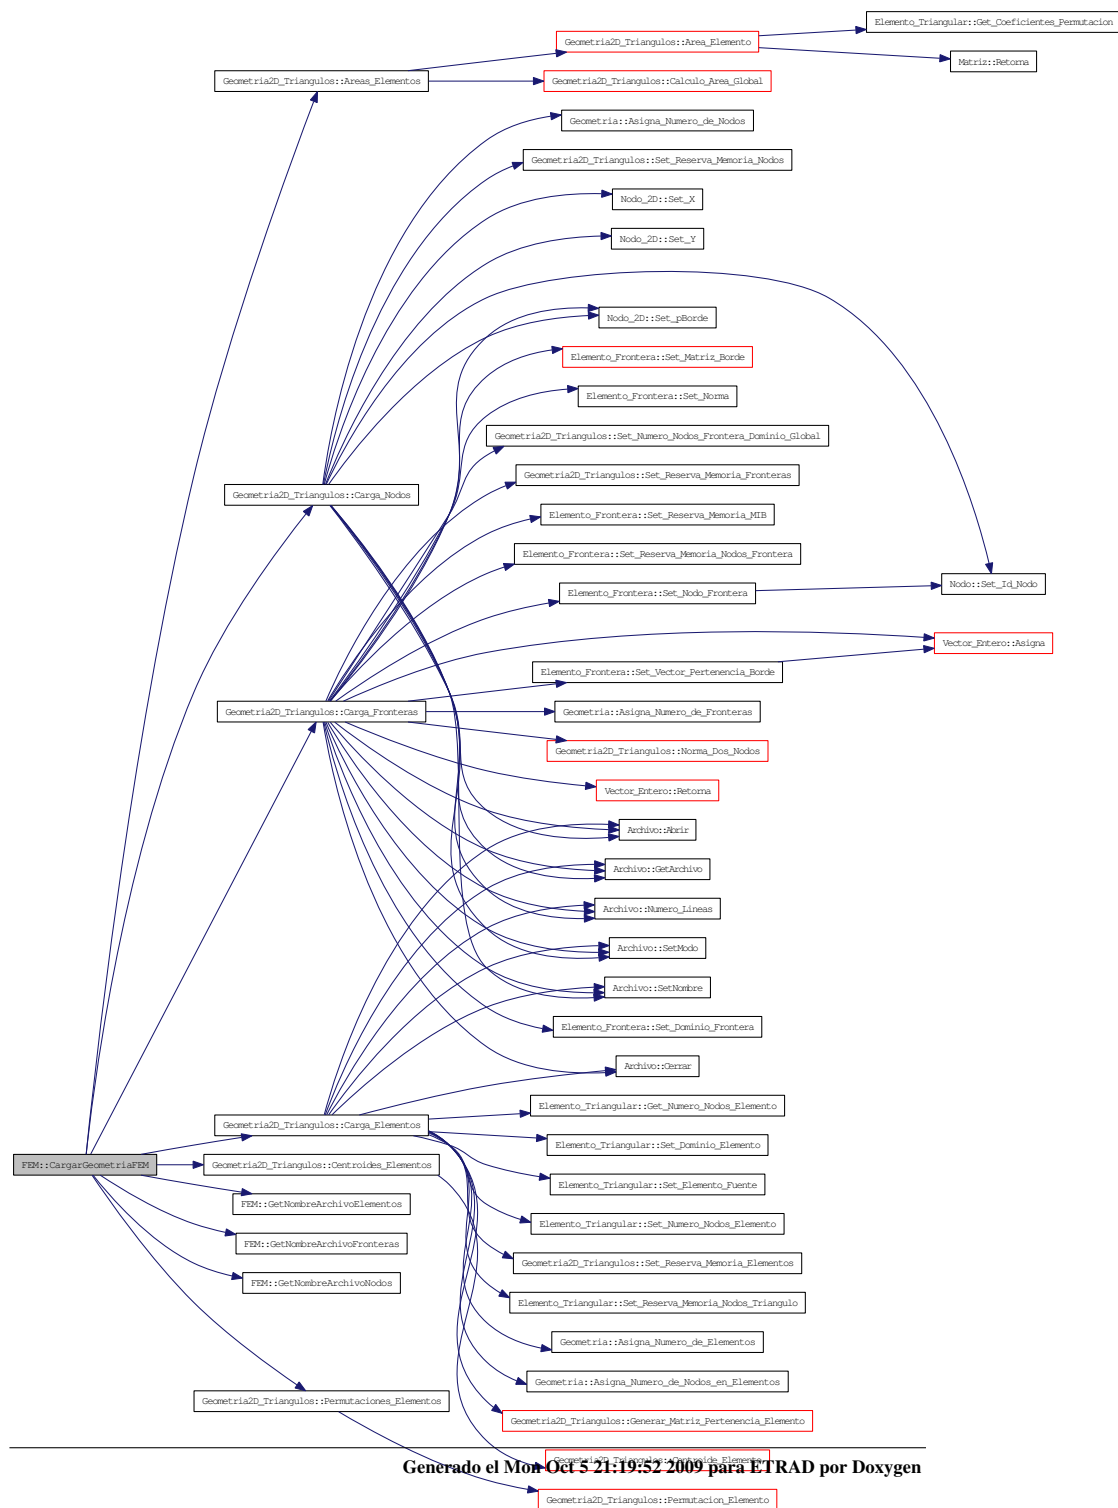 Elemento_Triangular::Get_Coeficientes_Permutacion
Geometria2D_Triangulos::Area_Elemento
Matriz::Retorna
Geometria2D_Triangulos::Areas_Elementos
Geometria2D_Triangulos::Calculo_Area_Global
Geometria::Asigna_Numero_de_Nodos
Geometria2D_Triangulos::Set_Reserva_Memoria_Nodos
Nodo_2D::Set_X
Nodo_2D::Set_Y
Nodo_2D::Set_pBorde
Elemento_Frontera::Set_Matriz_Borde
Elemento_Frontera::Set_Norma
Geometria2D_Triangulos::Set_Numero_Nodos_Frontera_Dominio_Global
Geometria2D_Triangulos::Set_Reserva_Memoria_Fronteras
Geometria2D_Triangulos::Carga_Nodos
Elemento_Frontera::Set_Reserva_Memoria_MIB
Elemento_Frontera::Set_Reserva_Memoria_Nodos_Frontera
Nodo::Set_Id_Nodo
Elemento_Frontera::Set_Nodo_Frontera
Vector_Entero::Asigna
Elemento_Frontera::Set_Vector_Pertenencia_Borde
Geometria2D_Triangulos::Carga_Fronteras
Geometria::Asigna_Numero_de_Fronteras
Geometria2D_Triangulos::Norma_Dos_Nodos
Vector_Entero::Retorna
Archivo::Abrir
Archivo::GetArchivo
Archivo::Numero_Lineas
Archivo::SetModo
Archivo::SetNombre
Elemento_Frontera::Set_Dominio_Frontera
Archivo::Cerrar
Elemento_Triangular::Get_Numero_Nodos_Elemento
Geometria2D_Triangulos::Carga_Elementos
Elemento_Triangular::Set_Dominio_Elemento
FEM::CargarGeometriaFEM
Geometria2D_Triangulos::Centroides_Elementos
Elemento_Triangular::Set_Elemento_Fuente
FEM::GetNombreArchivoElementos
Elemento_Triangular::Set_Numero_Nodos_Elemento
FEM::GetNombreArchivoFronteras
Geometria2D_Triangulos::Set_Reserva_Memoria_Elementos
FEM::GetNombreArchivoNodos
Elemento_Triangular::Set_Reserva_Memoria_Nodos_Triangulo
Geometria::Asigna_Numero_de_Elementos
Geometria::Asigna_Numero_de_Nodos_en_Elementos
Geometria2D_Triangulos::Permutaciones_Elementos
Geometria2D_Triangulos::Generar_Matriz_Pertenencia_Elemento
Geometria2D_Triangulos::Centroide_Elemento
Generado el Mon Oct 5 21:19:52 2009 para ETRAD por Doxygen
Geometria2D_Triangulos::Permutacion_Elemento